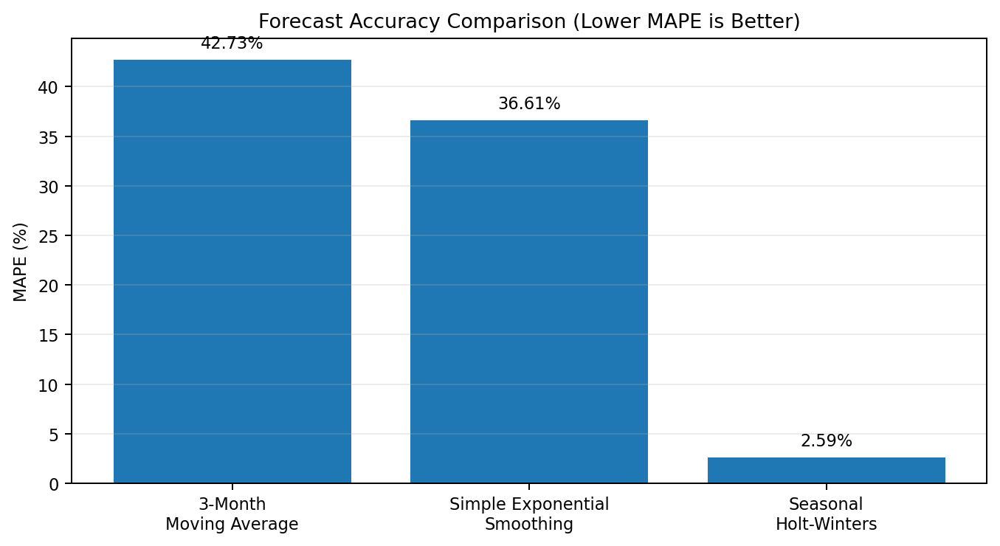 Forecast Accuracy Comparison (Lower MAPE is Better)
42.73%
36.61%
2.59%
MAPE (%)
40
35
30
25
20
15
10
5
0
3-Month
Moving Average
Simple Exponential
Smoothing
Seasonal
Holt-Winters